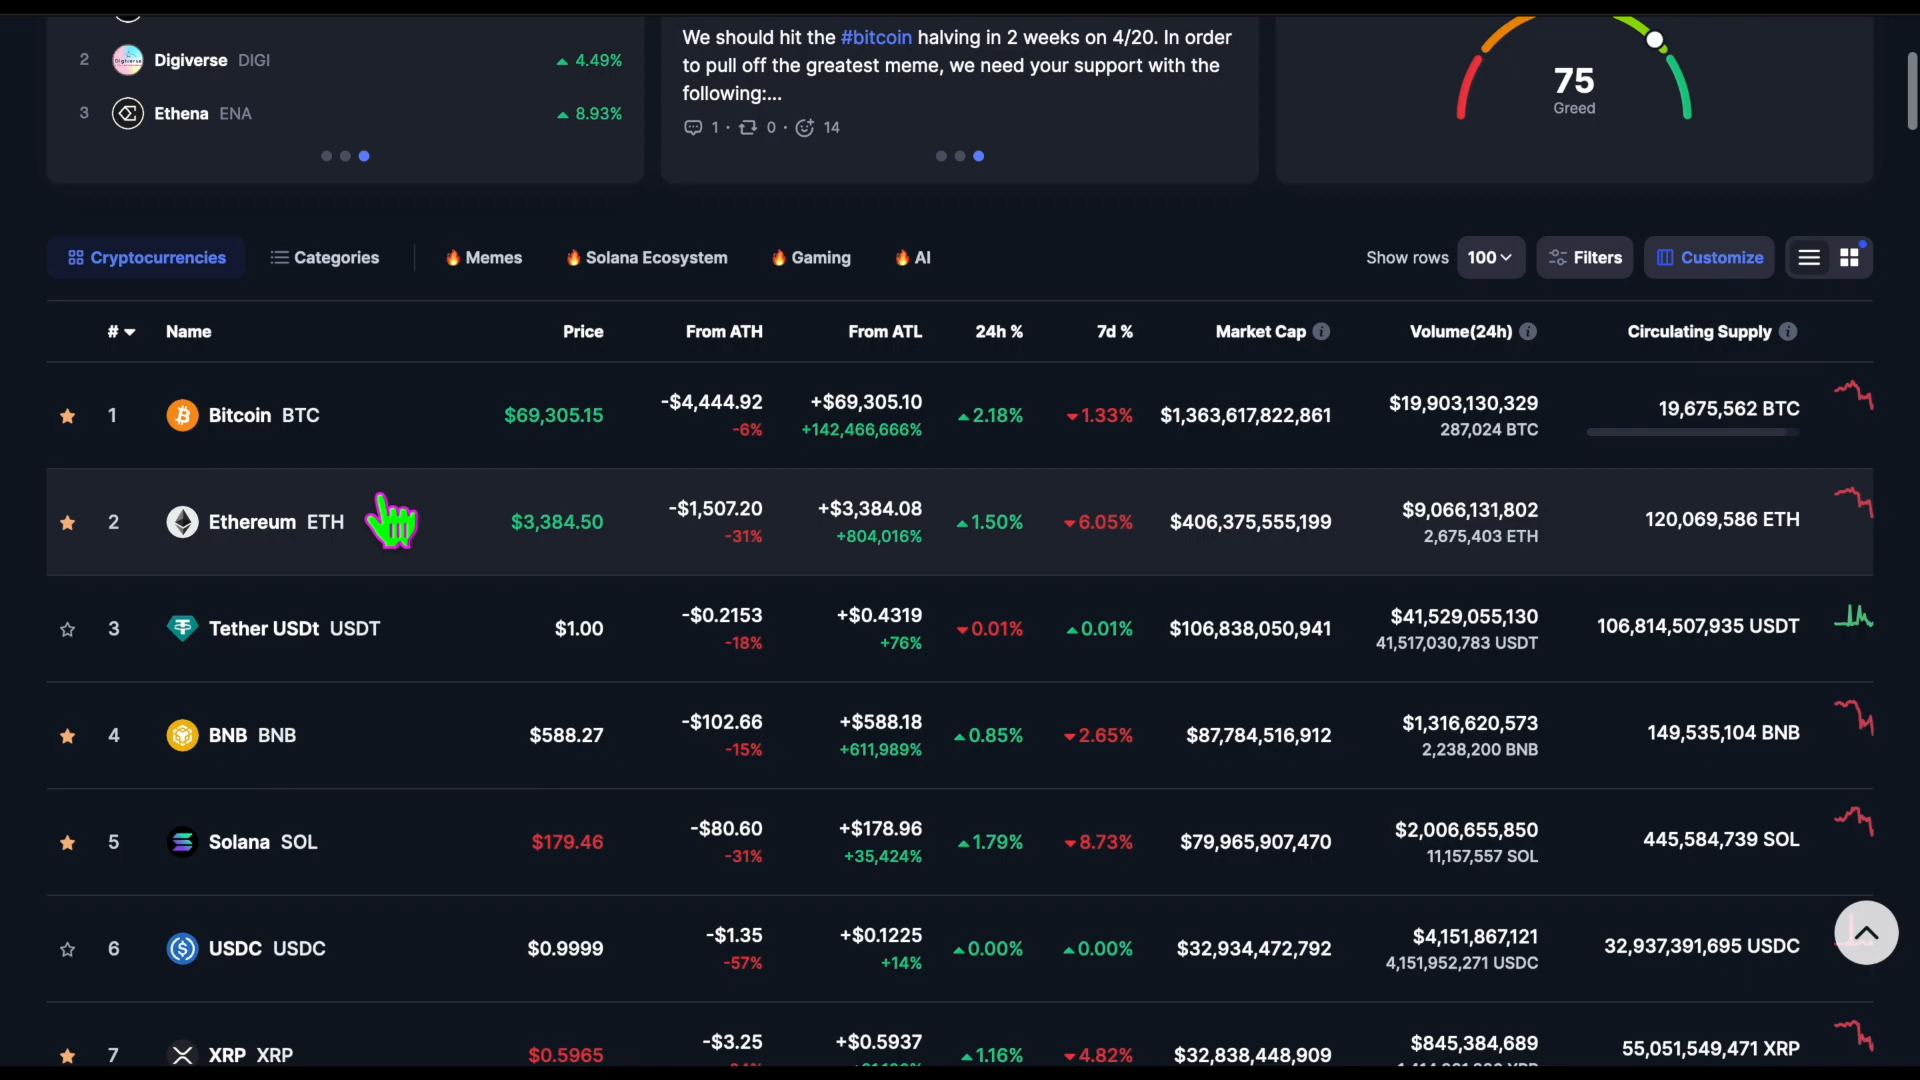 2 Digiverse DIGI 4.49%
3 Ethena ENA 8.93%
We should hit the #bitcoin halving in 2 weeks on 4/20. In order
to pull off the greatest meme, we need your support with the
following:...
1 · 0 · 14
75
Greed
Cryptocurrencies Categories Memes Solana Ecosystem Gaming AI Show rows 100 Filters Customize
# Name Price From ATH From ATL 24h % 7d % Market Cap Volume(24h) Circulating Supply
1 Bitcoin BTC $69,305.15 -$4,444.92 +$69,305.10 2.18% 1.33% $1,363,617,822,861 $19,903,130,329 19,675,562 BTC
-6% +142,466,666% 287,024 BTC
2 Ethereum ETH $3,384.50 -$1,507.20 +$3,384.08 1.50% 6.05% $406,375,555,199 $9,066,131,802 120,069,586 ETH
-31% +804,016% 2,675,403 ETH
3 Tether USDt USDT $1.00 -$0.2153 +$0.4319 0.01% 0.01% $106,838,050,941 $41,529,055,130 106,814,507,935 USDT
-18% +76% 41,517,030,783 USDT
4 BNB BNB $588.27 -$102.66 +$588.18 0.85% 2.65% $87,784,516,912 $1,316,620,573 149,535,104 BNB
-15% +611,989% 2,238,200 BNB
5 Solana SOL $179.46 -$80.60 +$178.96 1.79% 8.73% $79,965,907,470 $2,006,655,850 445,584,739 SOL
-31% +35,424% 11,157,557 SOL
6 USDC USDC $0.9999 -$1.35 +$0.1225 0.00% 0.00% $32,934,472,792 $4,151,867,121 32,937,391,695 USDC
-57% +14% 4,151,952,271 USDC
7 XRP XRP $0.5965 -$3.25 +$0.5937 1.16% 4.82% $32,838,448,909 $845,384,689 55,051,549,471 XRP